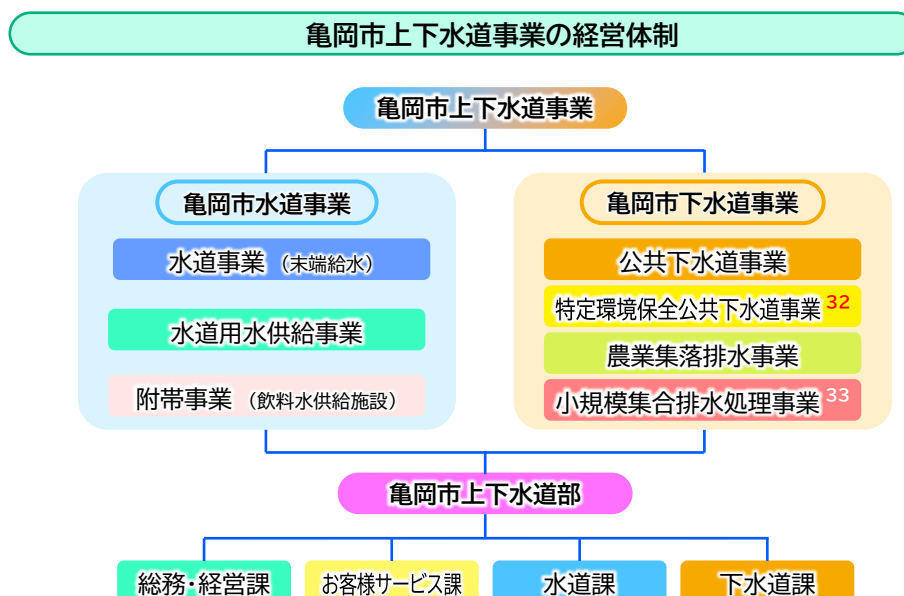 亀岡市上下水道事業の経営体制
亀岡市上下水道事業
亀岡市水道事業
水道事業（末端給水）
水道用水供給事業
附帯事業（飲料水供給施設）
亀岡市下水道事業
公共下水道事業
特定環境保全公共下水道事業32
農業集落排水事業
小規模集合排水処理事業33
亀岡市上下水道部
総務・経営課
お客様サービス課
水道課
下水道課